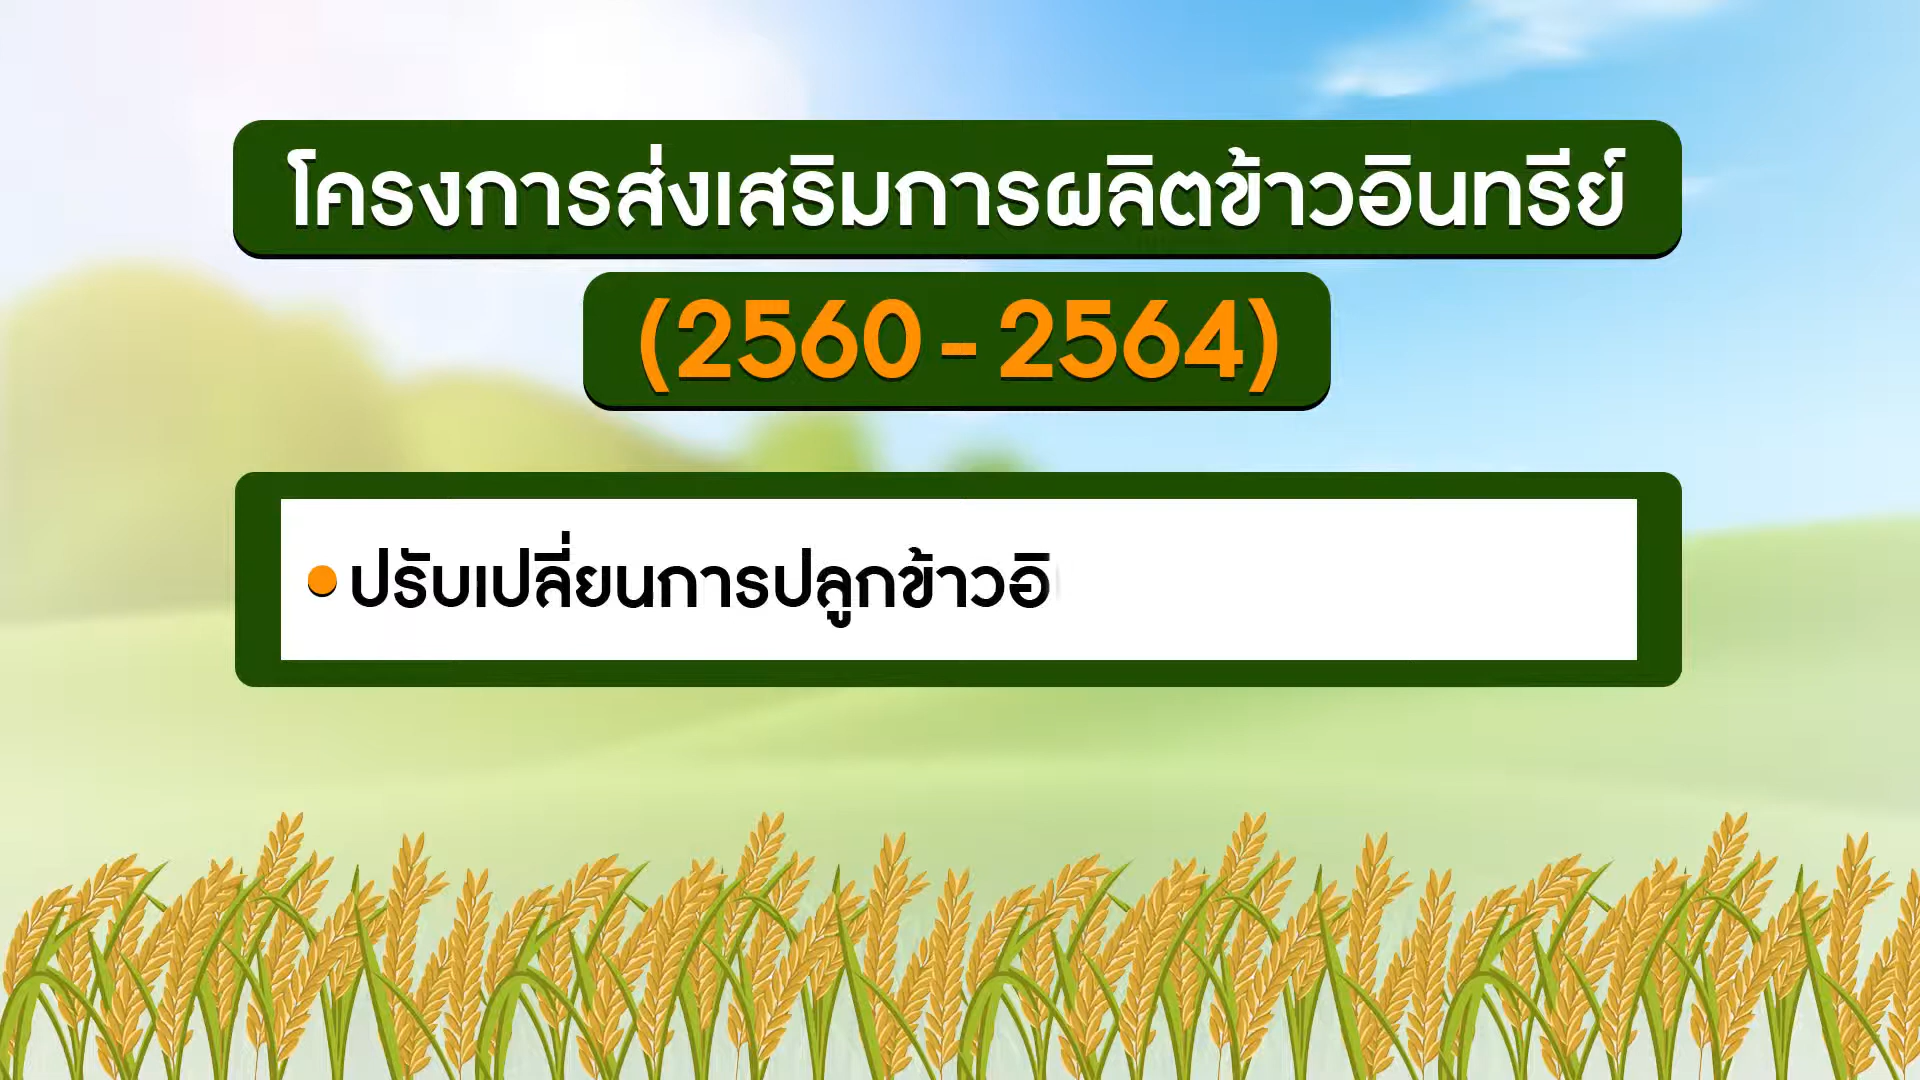 โครงการส่งเสริมการผลิตข้าวอินทรีย์
(2560 - 2564)
• ปรับเปลี่ยนการปลูกข้าวอิ